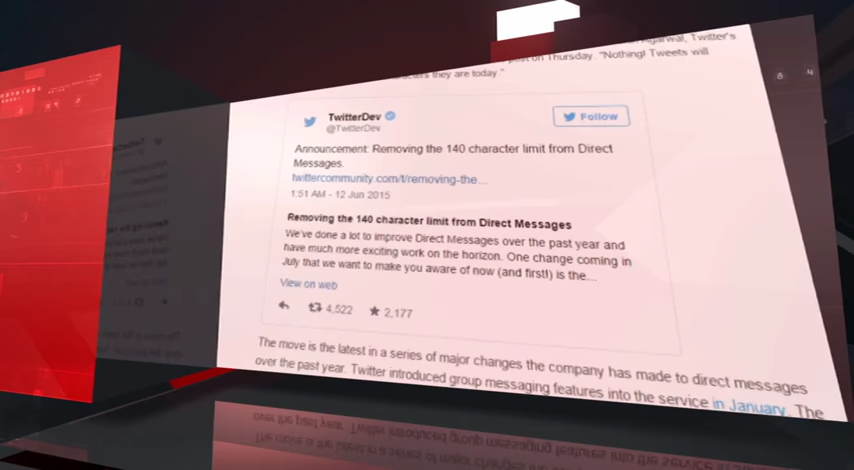 Agarwal, Twitter's
post on Thursday. "Nothing! Tweets will
they are today."
TwitterDev
@TwitterDev
Follow
Announcement: Removing the 140 character limit from Direct
Messages.
twittercommunity.com/t/removing-the...
1:51 AM - 12 Jun 2015
Removing the 140 character limit from Direct Messages
We've done a lot to improve Direct Messages over the past year and
have much more exciting work on the horizon. One change coming in
July that we want to make you aware of now (and first!) is the...
View on web
4,522 2,177
The move is the latest in a series of major changes the company has made to direct messages
over the past year. Twitter introduced group messaging features into the service in January. The